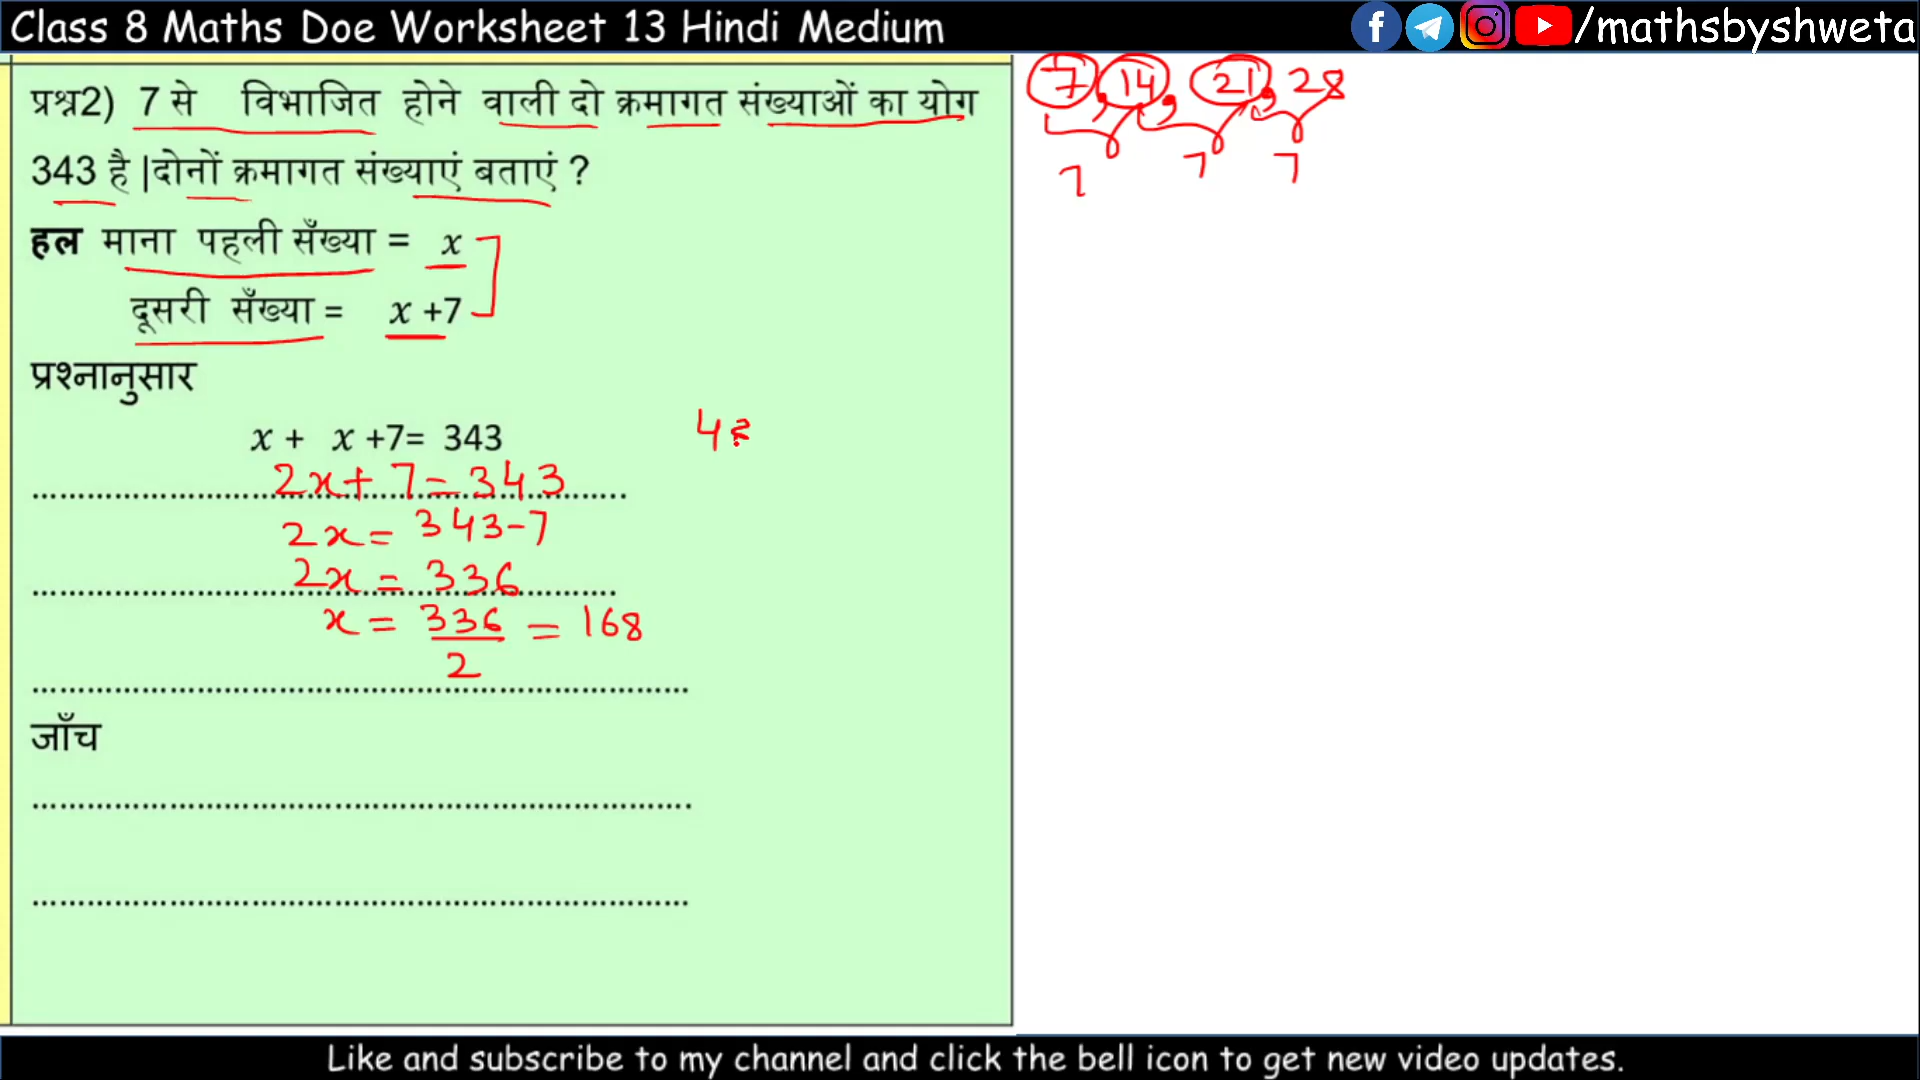 Class 8 Maths Doe Worksheet 13 Hindi Medium
/mathsbyshweta
प्रश्न2) 7 से विभाजित होने वाली दो क्रमागत संख्याओं का योग
343 है |दोनों क्रमागत संख्याएं बताएं ?
हल माना पहली सँख्या = x
दूसरी सँख्या = x +7
प्रश्नानुसार
x + x +7= 343
2x + 7 = 343
2x = 343-7
2x = 336
x = 336/2 = 168
जाँच
7, 14, 21, 28
7 7 7
Like and subscribe to my channel and click the bell icon to get new video updates.